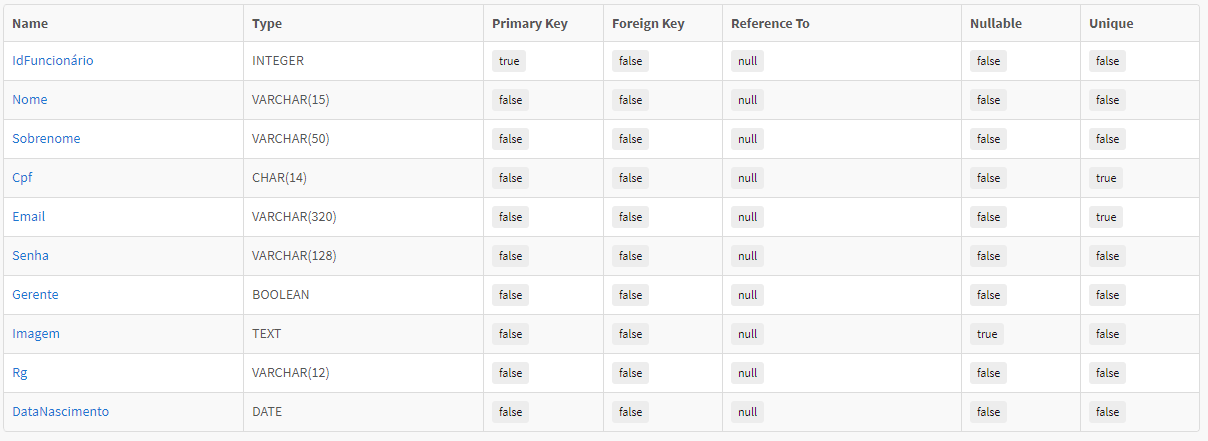 Name Type Primary Key Foreign Key Reference To Nullable Unique
IdFuncionário INTEGER true false null false false
Nome VARCHAR(15) false false null false false
Sobrenome VARCHAR(50) false false null false false
Cpf CHAR(14) false false null false true
Email VARCHAR(320) false false null false true
Senha VARCHAR(128) false false null false false
Gerente BOOLEAN false false null false false
Imagem TEXT false false null true false
Rg VARCHAR(12) false false null false false
DataNascimento DATE false false null false false